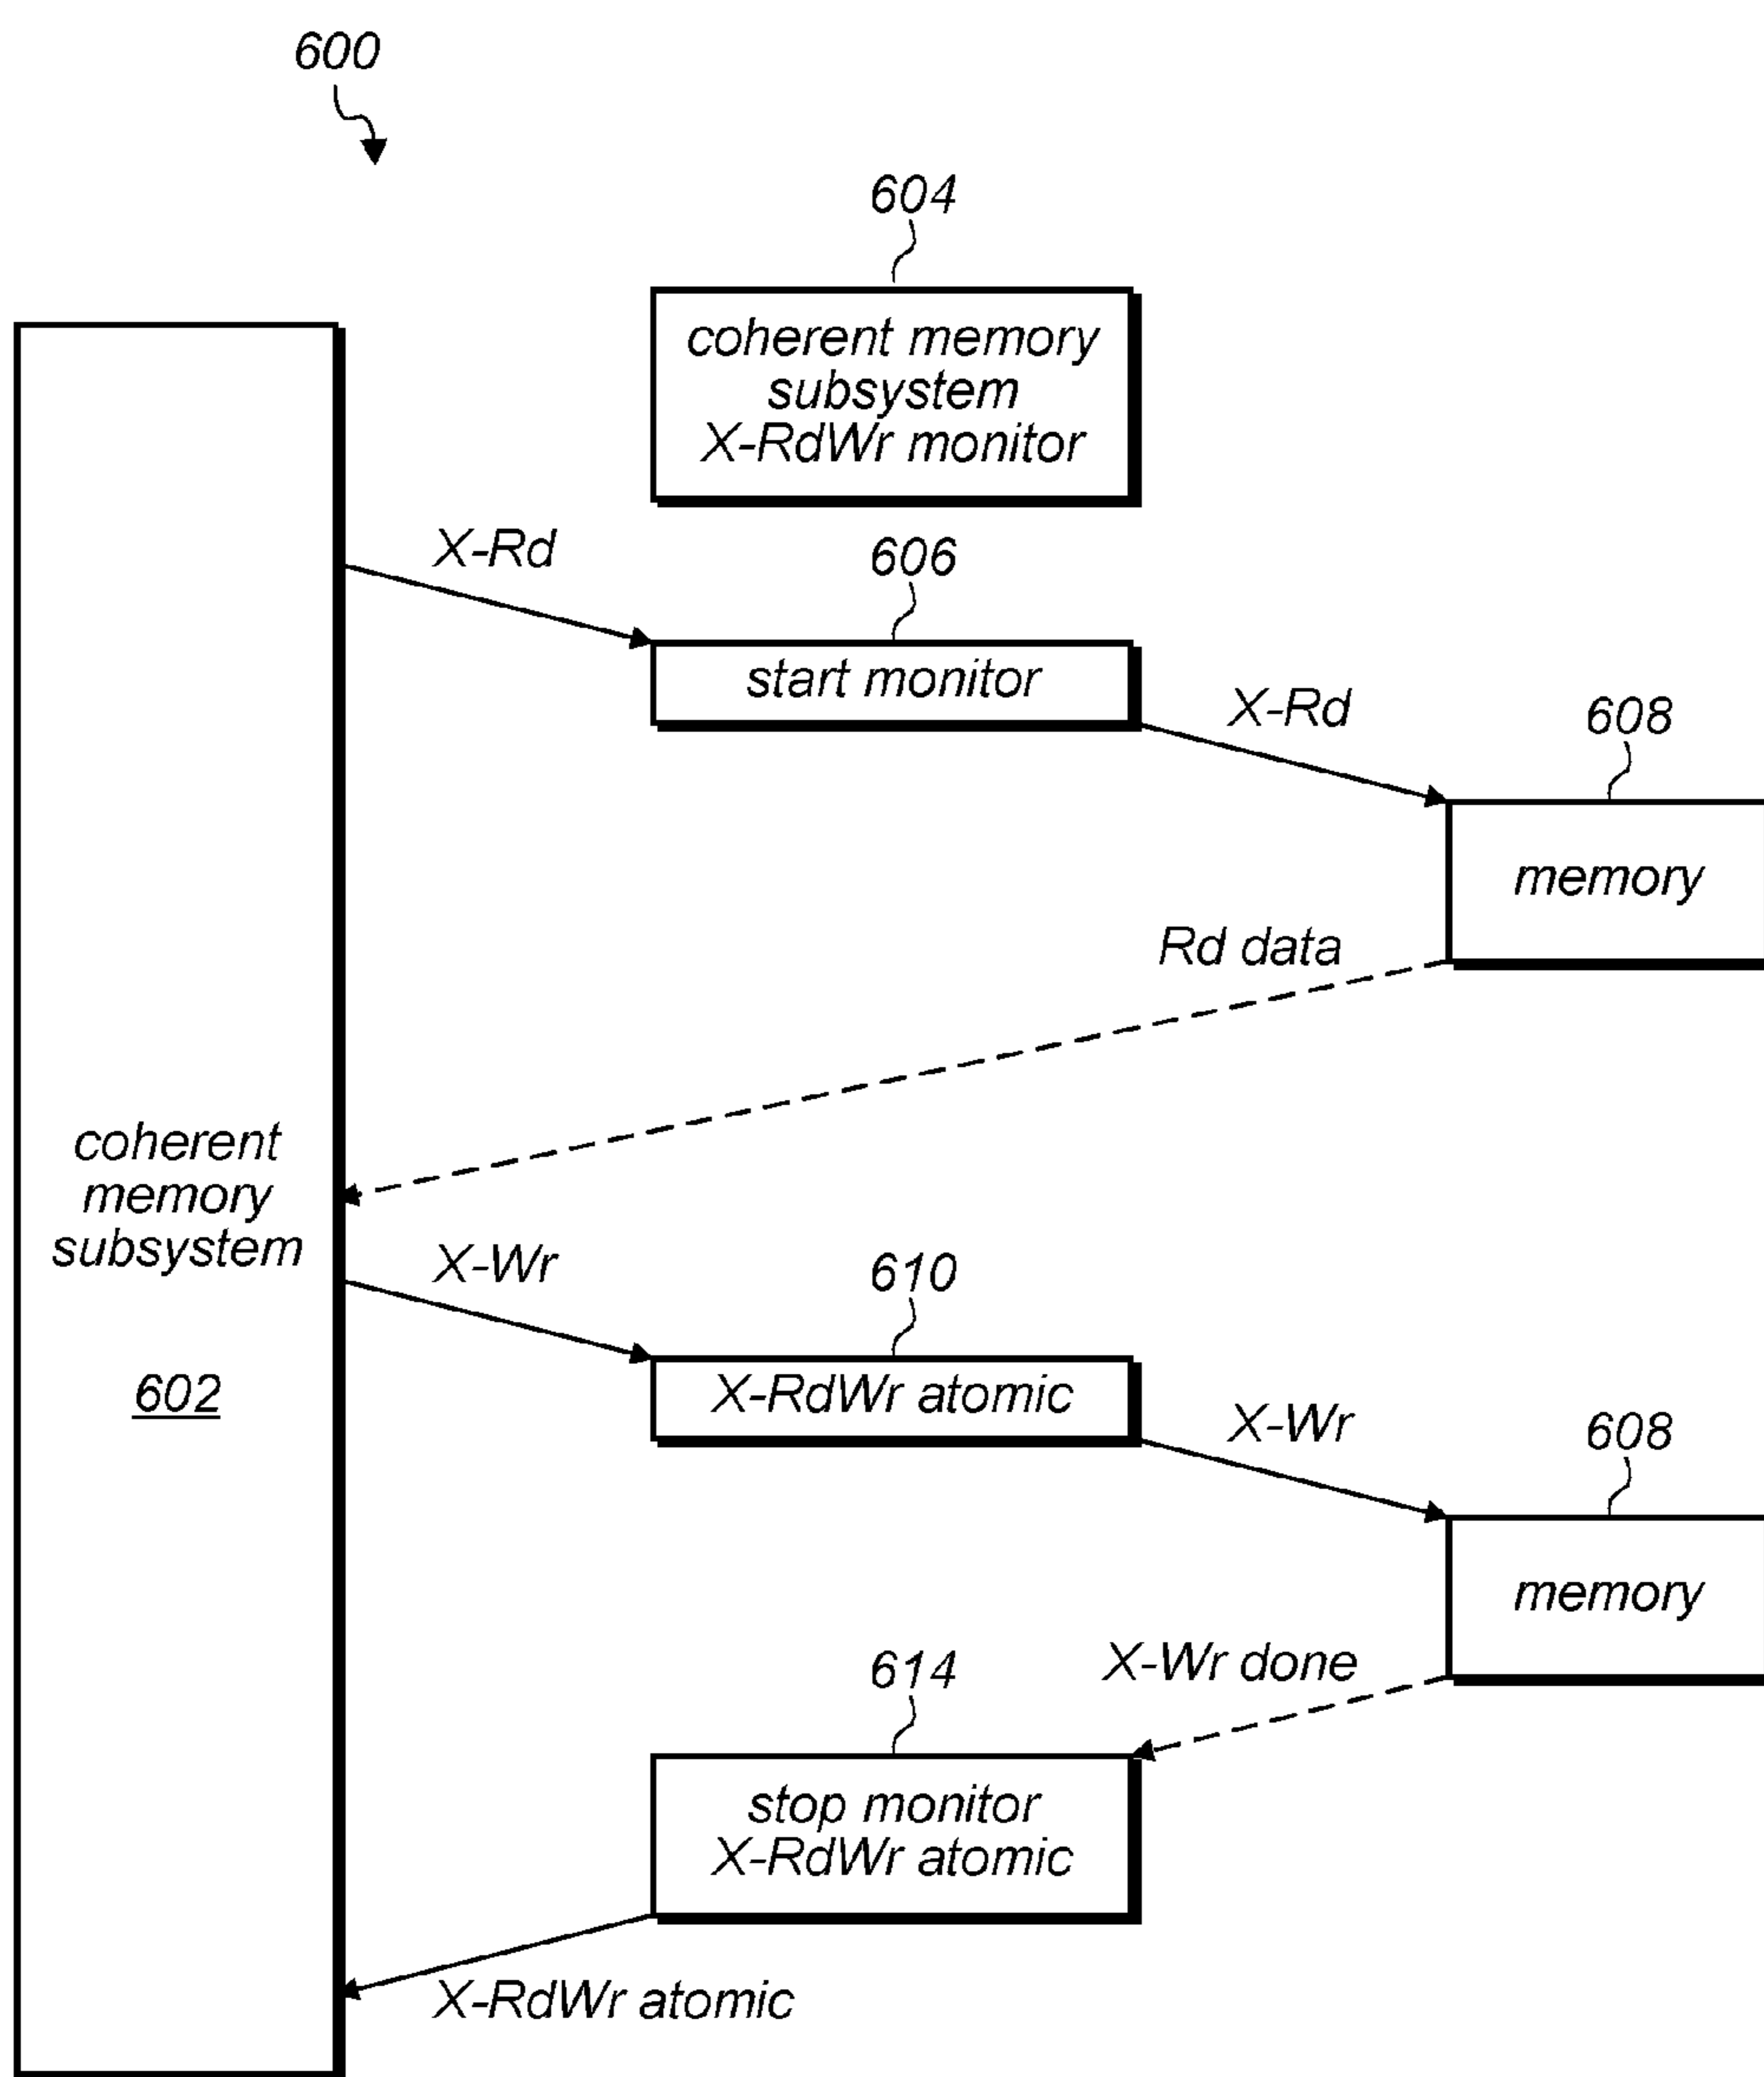 600
604
coherent memory
subsystem
X-RdWr monitor
X-Rd
606
start monitor
X-Rd
608
memory
Rd data
coherent
memory
subsystem
602
X-Wr
610
X-RdWr atomic
X-Wr
608
memory
X-Wr done
614
stop monitor
X-RdWr atomic
X-RdWr atomic